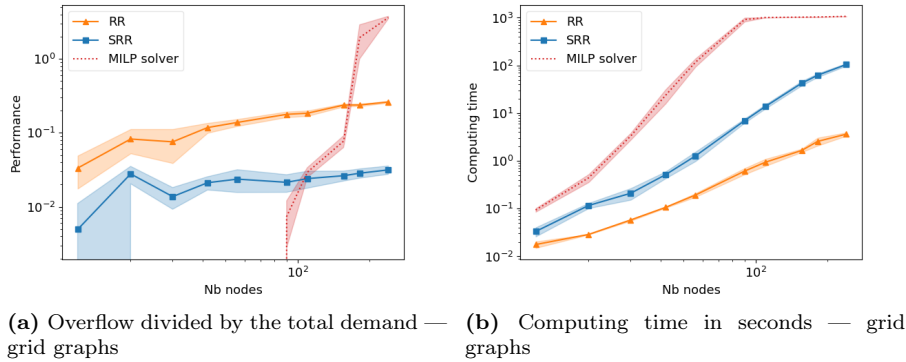 RR
SRR
MILP solver
10^0
10^-1
10^-2
Performance
10^2
Nb nodes
RR
SRR
MILP solver
10^3
10^2
10^1
10^0
10^-1
10^-2
Computing time
10^2
Nb nodes
(a) Overflow divided by the total demand —
grid graphs
(b) Computing time in seconds — grid
graphs